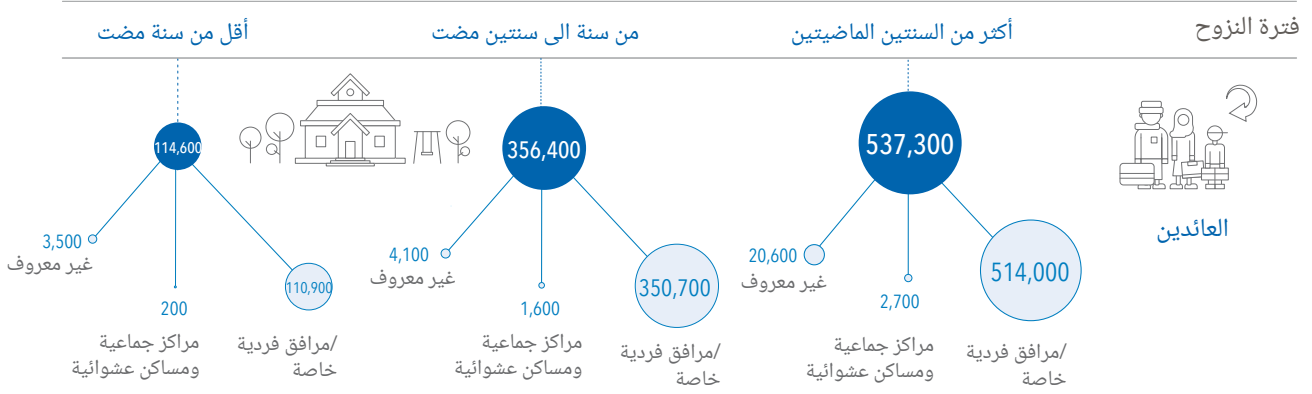 فترة النزوح
أكثر من السنتين الماضيتين
من سنة الى سنتين مضت
أقل من سنة مضت
العائدين
537,300
514,000
مرافق فردية/
خاصة
2,700
مراكز جماعية
ومساكن عشوائية
20,600
غير معروف
356,400
350,700
مرافق فردية/
خاصة
1,600
مراكز جماعية
ومساكن عشوائية
4,100
غير معروف
114,600
110,900
مرافق فردية/
خاصة
200
مراكز جماعية
ومساكن عشوائية
3,500
غير معروف